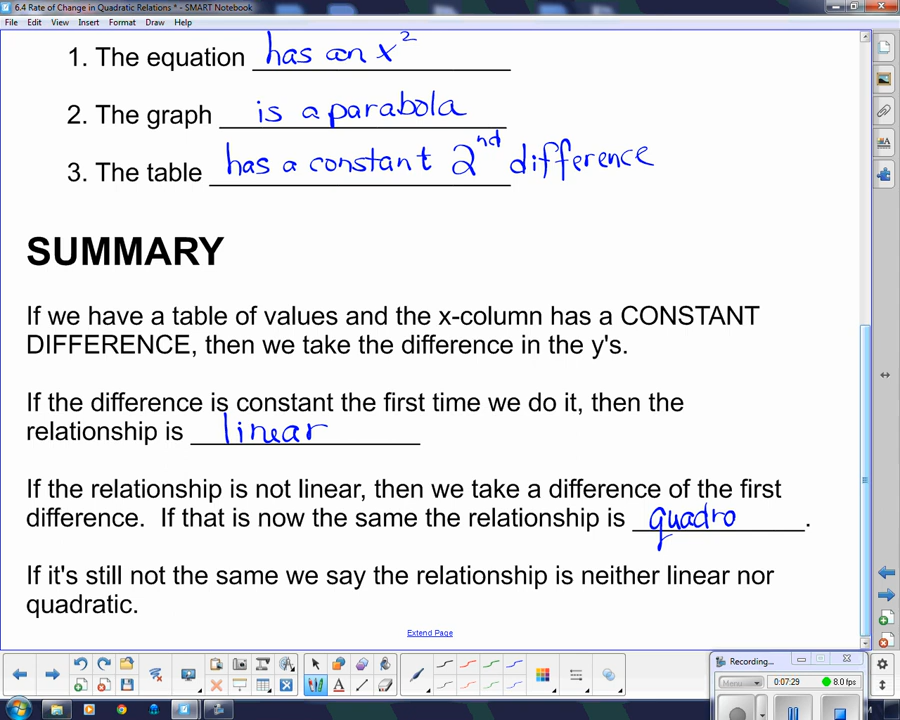 6.4 Rate of Change in Quadratic Relations * - SMART Notebook
File Edit View Insert Format Draw Help
1. The equation has an x²
2. The graph is a parabola
3. The table has a constant 2nd difference
SUMMARY
If we have a table of values and the x-column has a CONSTANT
DIFFERENCE, then we take the difference in the y's.
If the difference is constant the first time we do it, then the
relationship is linear
If the relationship is not linear, then we take a difference of the first
difference. If that is now the same the relationship is quadra.
If it's still not the same we say the relationship is neither linear nor
quadratic.
Extend Page
Recording...
Menu
0:07:29 8.0 fps